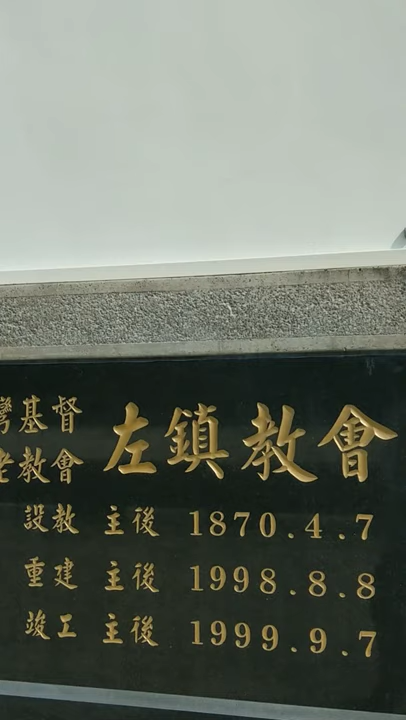 灣基督
老教會
左鎮教會
設教 主後 1870.4.7
重建 主後 1998.8.8
竣工 主後 1999.9.7